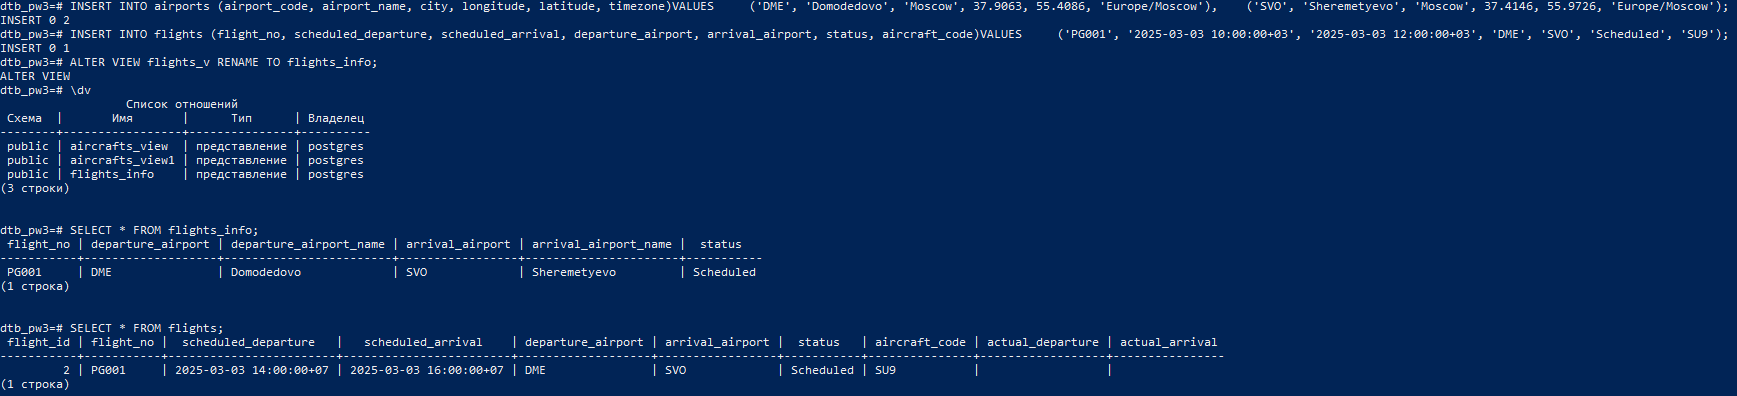 dtb_pw3=# INSERT INTO airports (airport_code, airport_name, city, longitude, latitude, timezone)VALUES     ('DME', 'Domodedovo', 'Moscow', 37.9063, 55.4086, 'Europe/Moscow'),    ('SVO', 'Sheremetyevo', 'Moscow', 37.4146, 55.9726, 'Europe/Moscow');
INSERT 0 2
dtb_pw3=# INSERT INTO flights (flight_no, scheduled_departure, scheduled_arrival, departure_airport, arrival_airport, status, aircraft_code)VALUES     ('PG001', '2025-03-03 10:00:00+03', '2025-03-03 12:00:00+03', 'DME', 'SVO', 'Scheduled', 'SU9');
INSERT 0 1
dtb_pw3=# ALTER VIEW flights_v RENAME TO flights_info;
ALTER VIEW
dtb_pw3=# \dv
                  Список отношений
 Схема  |       Имя        |      Тип      | Владелец
--------+-----------------+---------------+----------
 public | aircrafts_view  | представление | postgres
 public | aircrafts_view1 | представление | postgres
 public | flights_info    | представление | postgres
(3 строки)
dtb_pw3=# SELECT * FROM flights_info;
 flight_no | departure_airport | departure_airport_name | arrival_airport | arrival_airport_name |  status
-----------+-------------------+------------------------+-----------------+----------------------+-----------
 PG001     | DME               | Domodedovo             | SVO             | Sheremetyevo         | Scheduled
(1 строка)
dtb_pw3=# SELECT * FROM flights;
 flight_id | flight_no |  scheduled_departure   |   scheduled_arrival    | departure_airport | arrival_airport |  status   | aircraft_code | actual_departure | actual_arrival
-----------+-----------+------------------------+------------------------+-------------------+-----------------+-----------+---------------+------------------+----------------
         2 | PG001     | 2025-03-03 14:00:00+07 | 2025-03-03 16:00:00+07 | DME               | SVO             | Scheduled | SU9           |                  |
(1 строка)